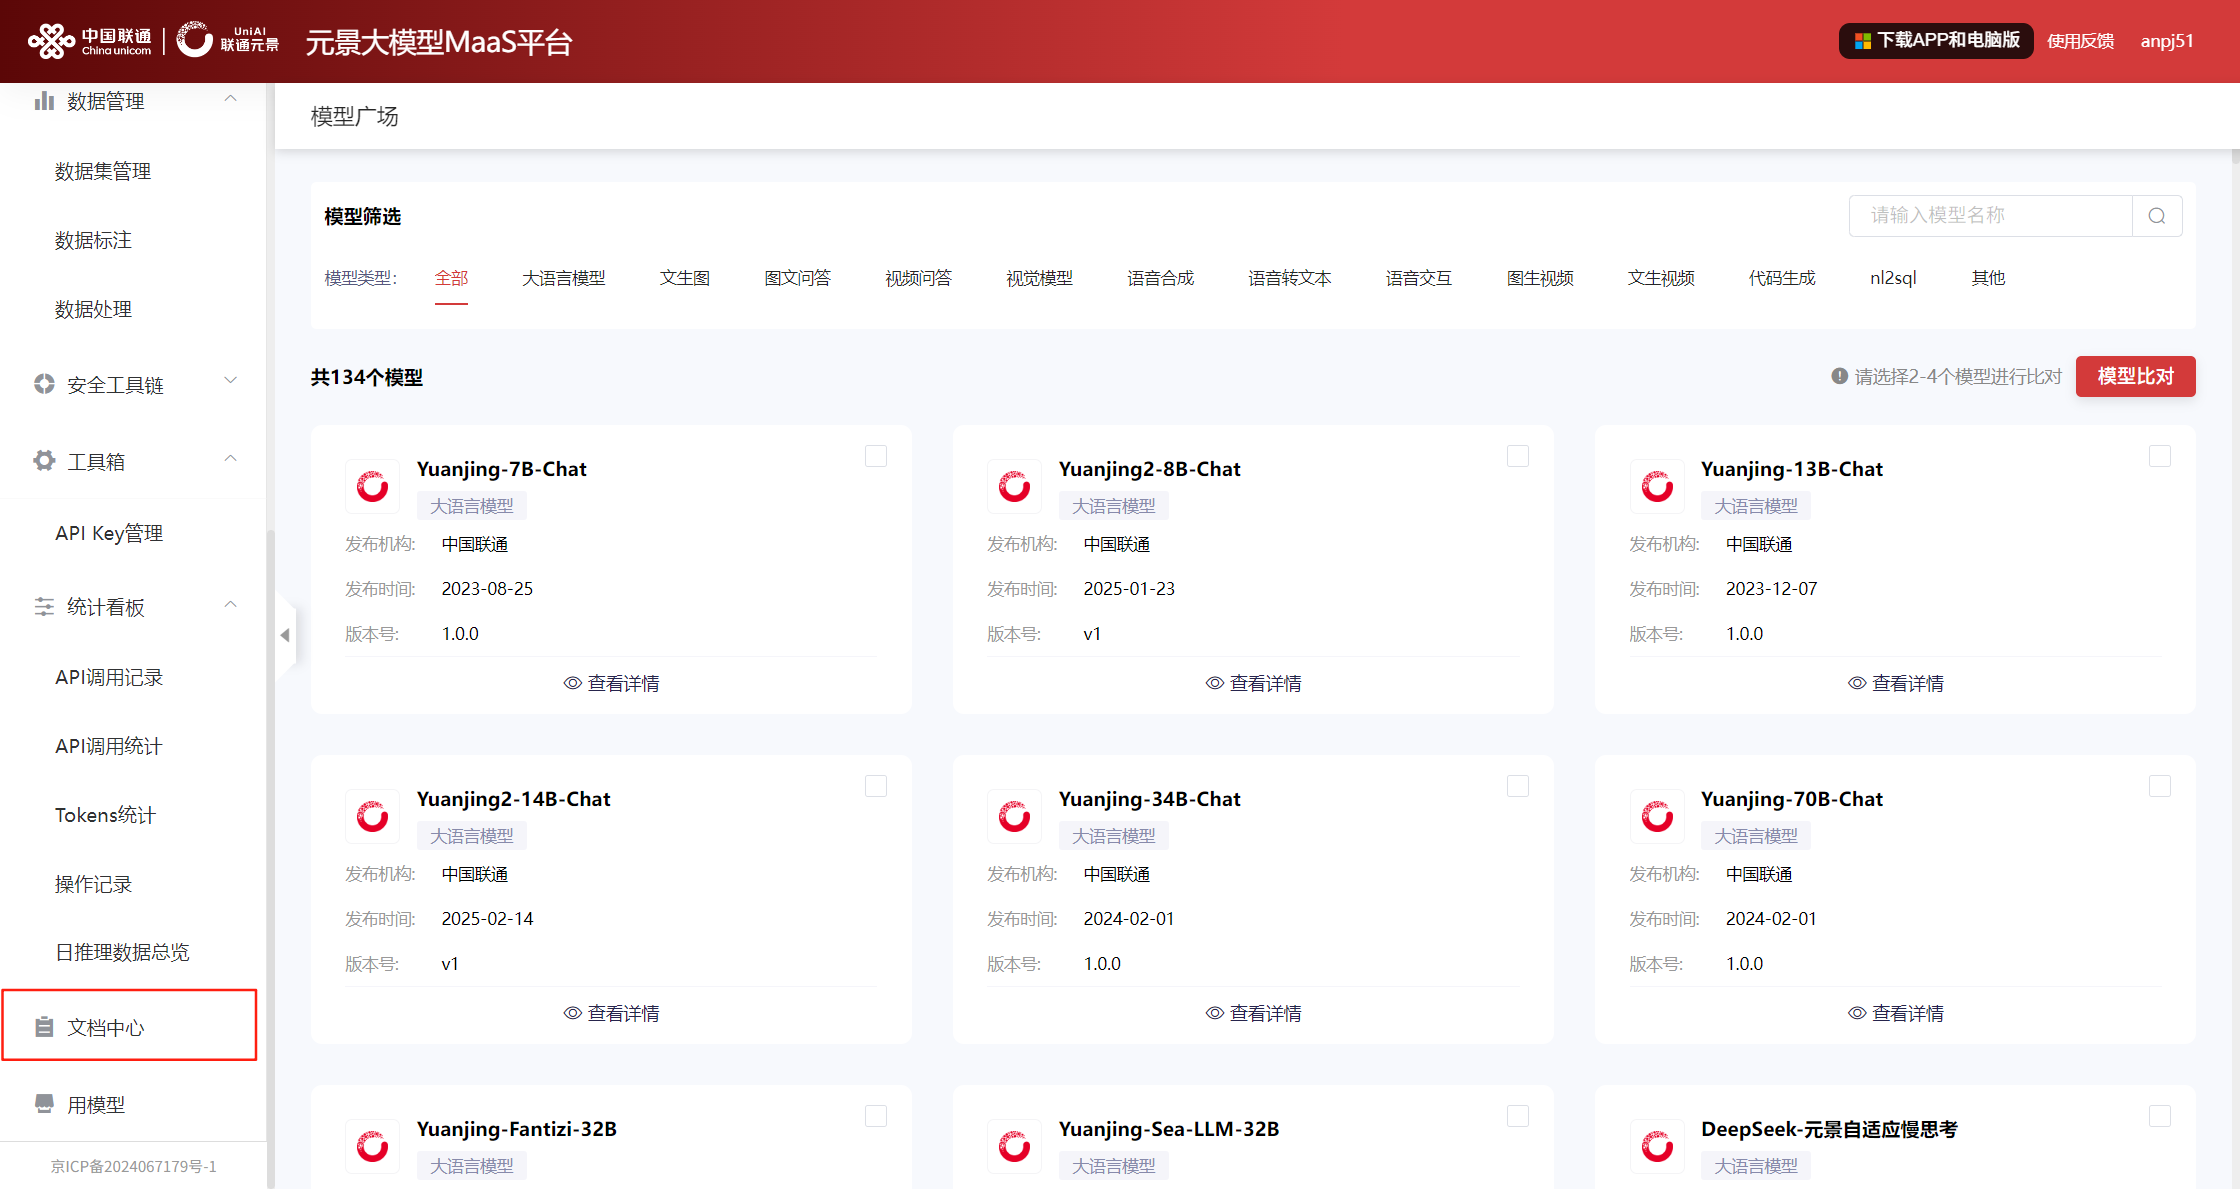 中国联通
China unicom
UniAI
联通元景
元景大模型MaaS平台
下载APP和电脑版
使用反馈
anpj51
数据管理
数据集管理
数据标注
数据处理
安全工具链
工具箱
API Key管理
统计看板
API调用记录
API调用统计
Tokens统计
操作记录
日推理数据总览
文档中心
用模型
京ICP备2024067179号-1
模型广场
模型筛选
请输入模型名称
模型类型:
全部
大语言模型
文生图
图文问答
视频问答
视觉模型
语音合成
语音转文本
语音交互
图生视频
文生视频
代码生成
nl2sql
其他
共134个模型
请选择2-4个模型进行比对
模型比对
Yuanjing-7B-Chat
大语言模型
发布机构: 中国联通
发布时间: 2023-08-25
版本号: 1.0.0
查看详情
Yuanjing2-8B-Chat
大语言模型
发布机构: 中国联通
发布时间: 2025-01-23
版本号: v1
查看详情
Yuanjing-13B-Chat
大语言模型
发布机构: 中国联通
发布时间: 2023-12-07
版本号: 1.0.0
查看详情
Yuanjing2-14B-Chat
大语言模型
发布机构: 中国联通
发布时间: 2025-02-14
版本号: v1
查看详情
Yuanjing-34B-Chat
大语言模型
发布机构: 中国联通
发布时间: 2024-02-01
版本号: 1.0.0
查看详情
Yuanjing-70B-Chat
大语言模型
发布机构: 中国联通
发布时间: 2024-02-01
版本号: 1.0.0
查看详情
Yuanjing-Fantizi-32B
大语言模型
Yuanjing-Sea-LLM-32B
大语言模型
DeepSeek-元景自适应慢思考
大语言模型